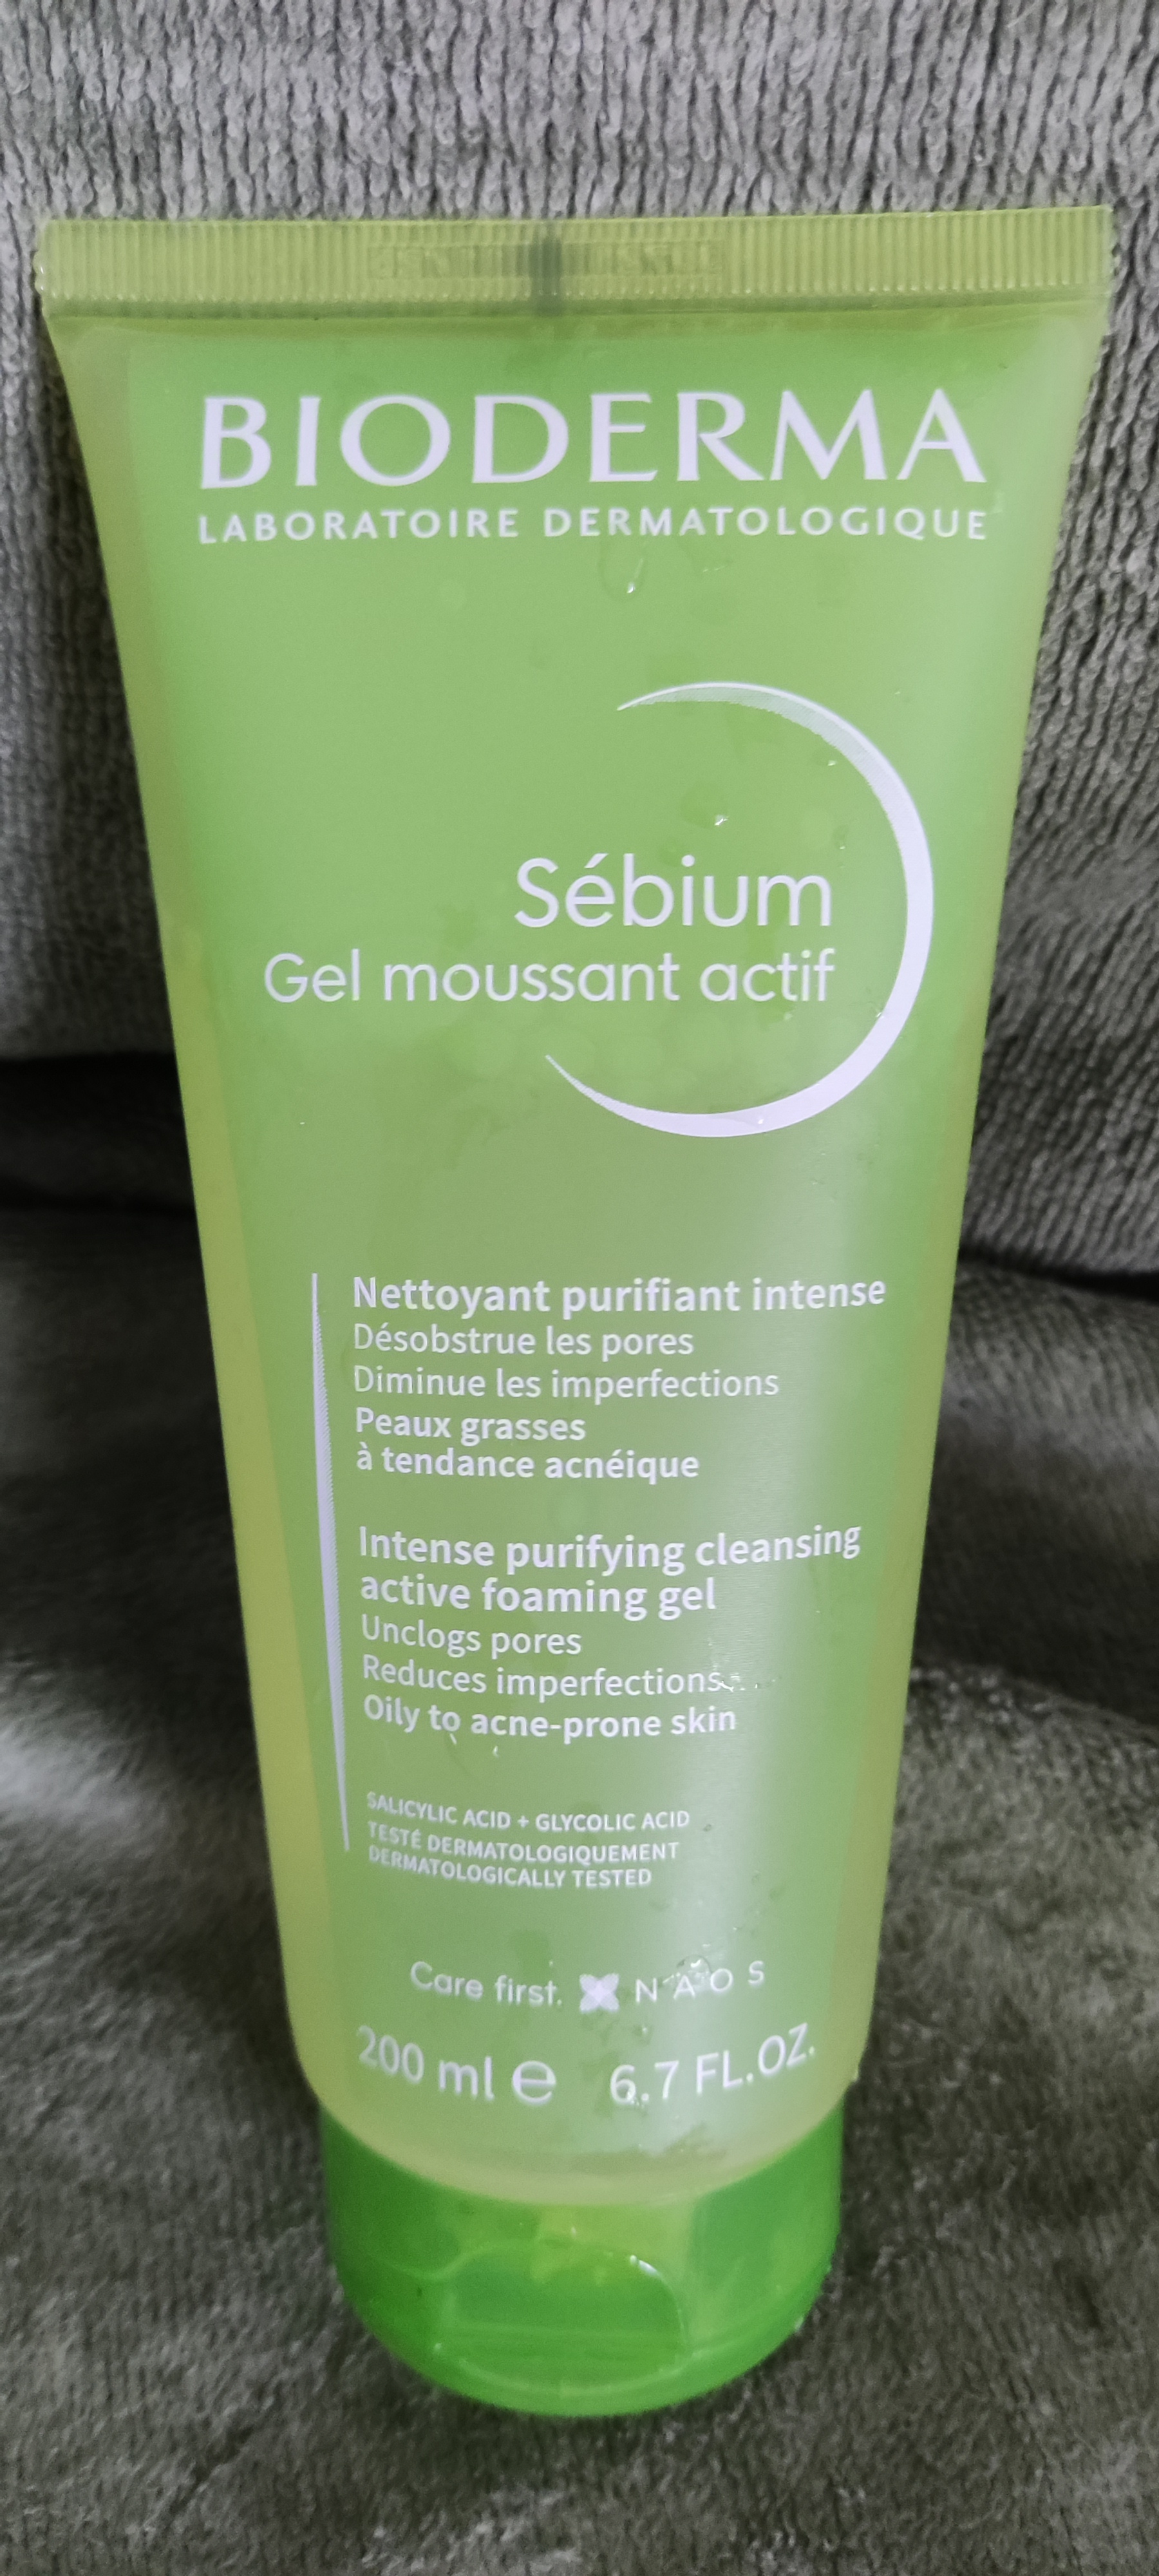 BIODERMA
LABORATOIRE DERMATOLOGIQUE
Sébium
Gel moussant actif
Nettoyant purifiant intense
Désobstrue les pores
Diminue les imperfections
Peaux grasses
à tendance acnéique
Intense purifying cleansing
active foaming gel
Unclogs pores
Reduces imperfections
Oily to acne-prone skin
SALICYLIC ACID + GLYCOLIC ACID
TESTÉ DERMATOLOGIQUEMENT
DERMATOLOGICALLY TESTED
Care first. NAOS
200 ml e 6.7 FL.OZ.